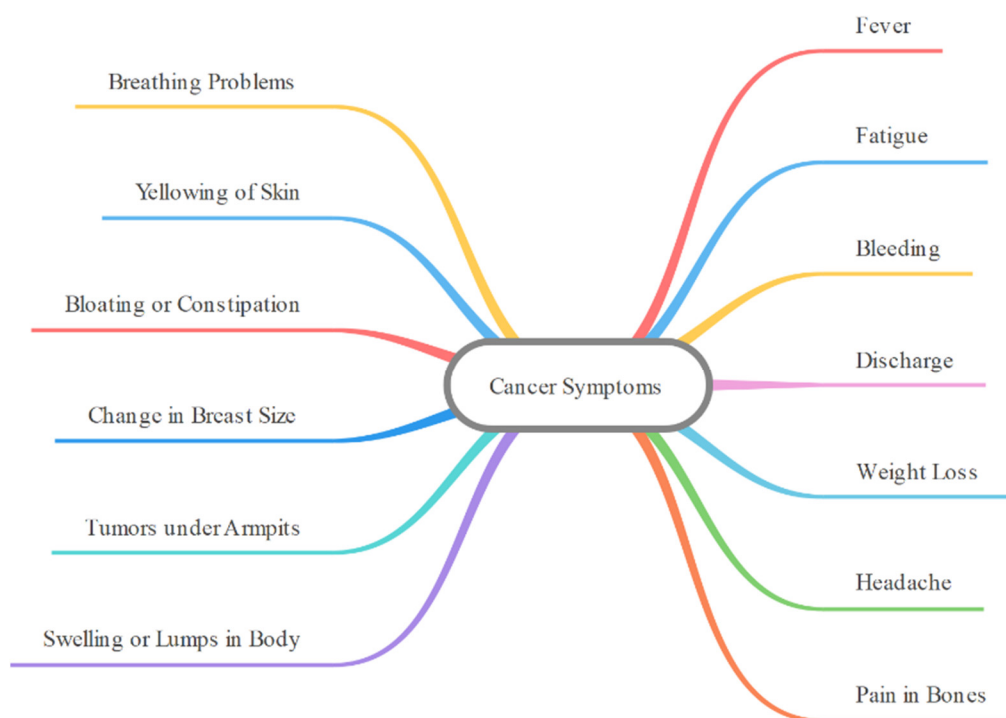 Fever
Breathing Problems
Fatigue
Yellowing of Skin
Bleeding
Bloating or Constipation
Discharge
Cancer Symptoms
Change in Breast Size
Weight Loss
Tumors under Armpits
Headache
Swelling or Lumps in Body
Pain in Bones